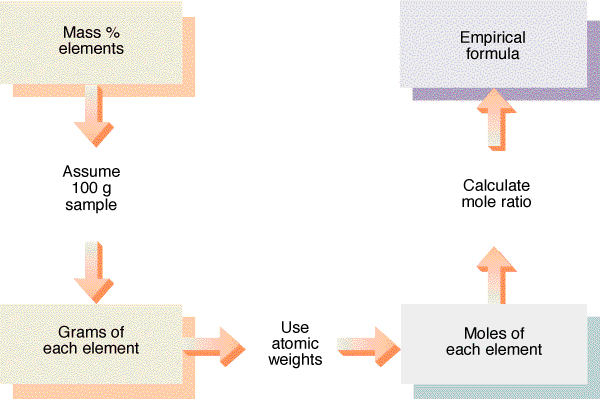 Mass %
elements
Assume
100 g
sample
Grams of
each element
Use
atomic
weights
Moles of
each element
Calculate
mole ratio
Empirical
formula